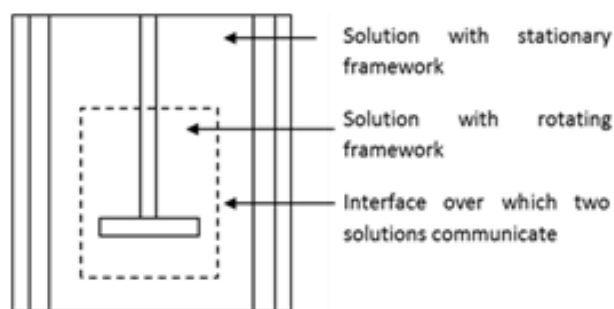 Solution with stationary
framework
Solution with rotating
framework
Interface over which two
solutions communicate